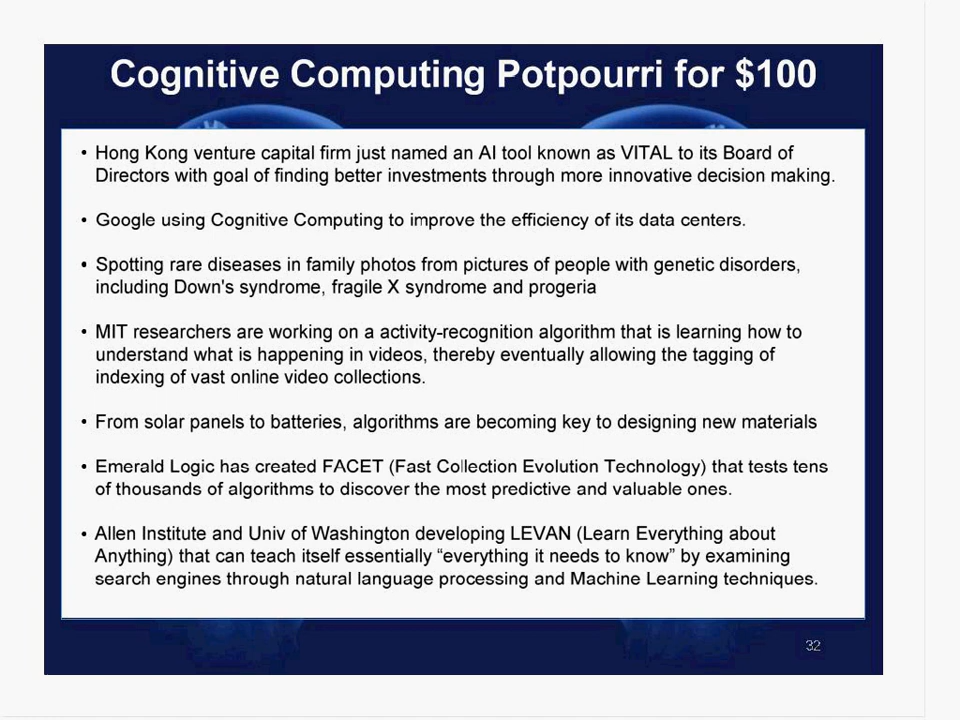 Cognitive Computing Potpourri for $100
• Hong Kong venture capital firm just named an AI tool known as VITAL to its Board of
Directors with goal of finding better investments through more innovative decision making.
• Google using Cognitive Computing to improve the efficiency of its data centers.
• Spotting rare diseases in family photos from pictures of people with genetic disorders,
including Down's syndrome, fragile X syndrome and progeria
• MIT researchers are working on a activity-recognition algorithm that is learning how to
understand what is happening in videos, thereby eventually allowing the tagging of
indexing of vast online video collections.
• From solar panels to batteries, algorithms are becoming key to designing new materials
• Emerald Logic has created FACET (Fast Collection Evolution Technology) that tests tens
of thousands of algorithms to discover the most predictive and valuable ones.
• Allen Institute and Univ of Washington developing LEVAN (Learn Everything about
Anything) that can teach itself essentially “everything it needs to know” by examining
search engines through natural language processing and Machine Learning techniques.
32